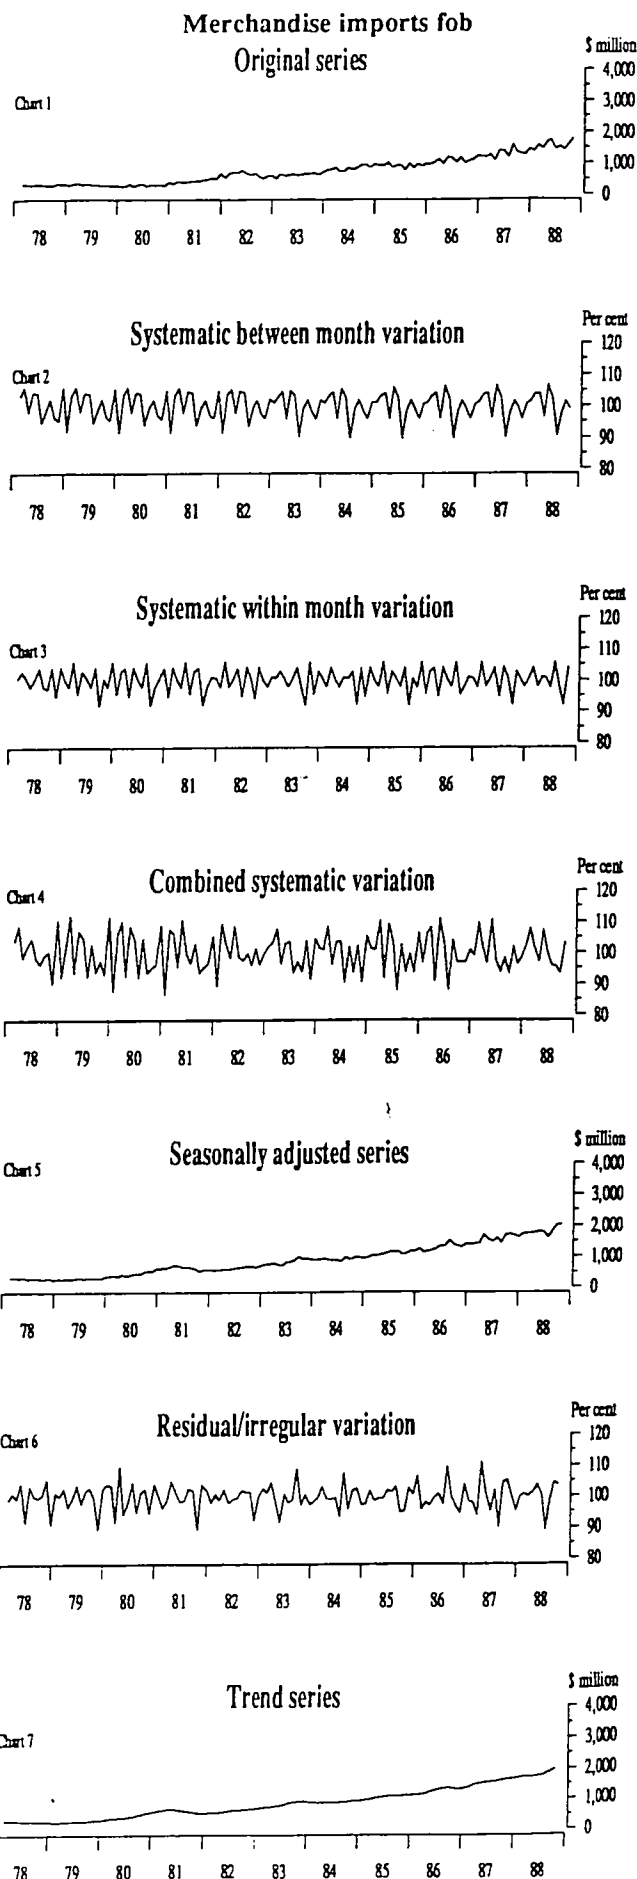 Merchandise imports fob
Original series
$ million
4,000
Chart 1
3,000
2,000
1,000
0
78 79 80 81 82 83 84 85 86 87 88
Systematic between month variation
Per cent
120
Chart 2
110
100
90
80
78 79 80 81 82 83 84 85 86 87 88
Systematic within month variation
Per cent
120
Chart 3
110
100
90
80
78 79 80 81 82 83 84 85 86 87 88
Combined systematic variation
Per cent
120
Chart 4
110
100
90
80
78 79 80 81 82 83 84 85 86 87 88
Seasonally adjusted series
$ million
Chart 5
4,000
3,000
2,000
1,000
0
78 79 80 81 82 83 84 85 86 87 88
Residual/irregular variation
Per cent
Chart 6
120
110
100
90
80
78 79 80 81 82 83 84 85 86 87 88
Trend series
$ million
4,000
Chart 7
3,000
2,000
1,000
0
78 79 80 81 82 83 84 85 86 87 88